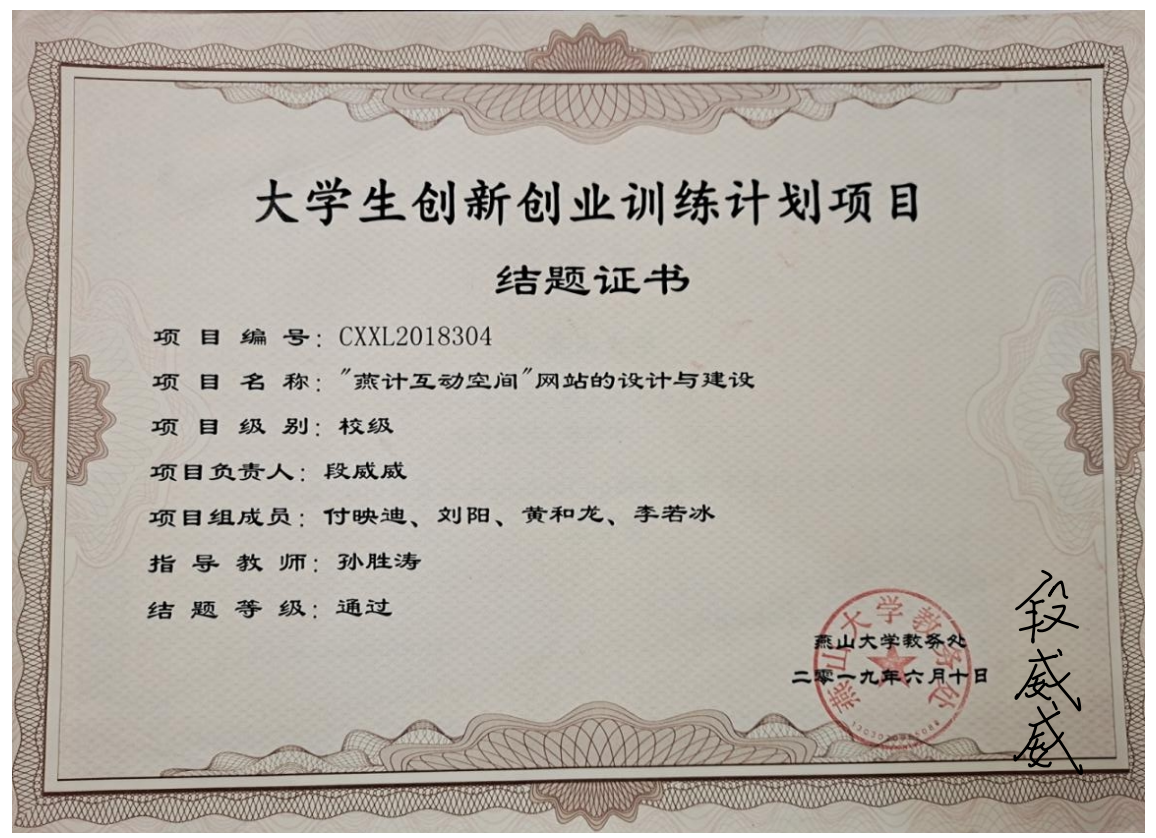 大学生创新创业训练计划项目
结题证书
项目编号：CXXL2018304
项目名称："燕计互动空间"网站的设计与建设
项目级别：校级
项目负责人：段威威
项目组成员：付映迪、刘阳、黄和龙、李若冰
指导教师：孙胜涛
结题等级：通过
燕山大学教务处
二零一九年六月十日
燕山大学教务处
段威威